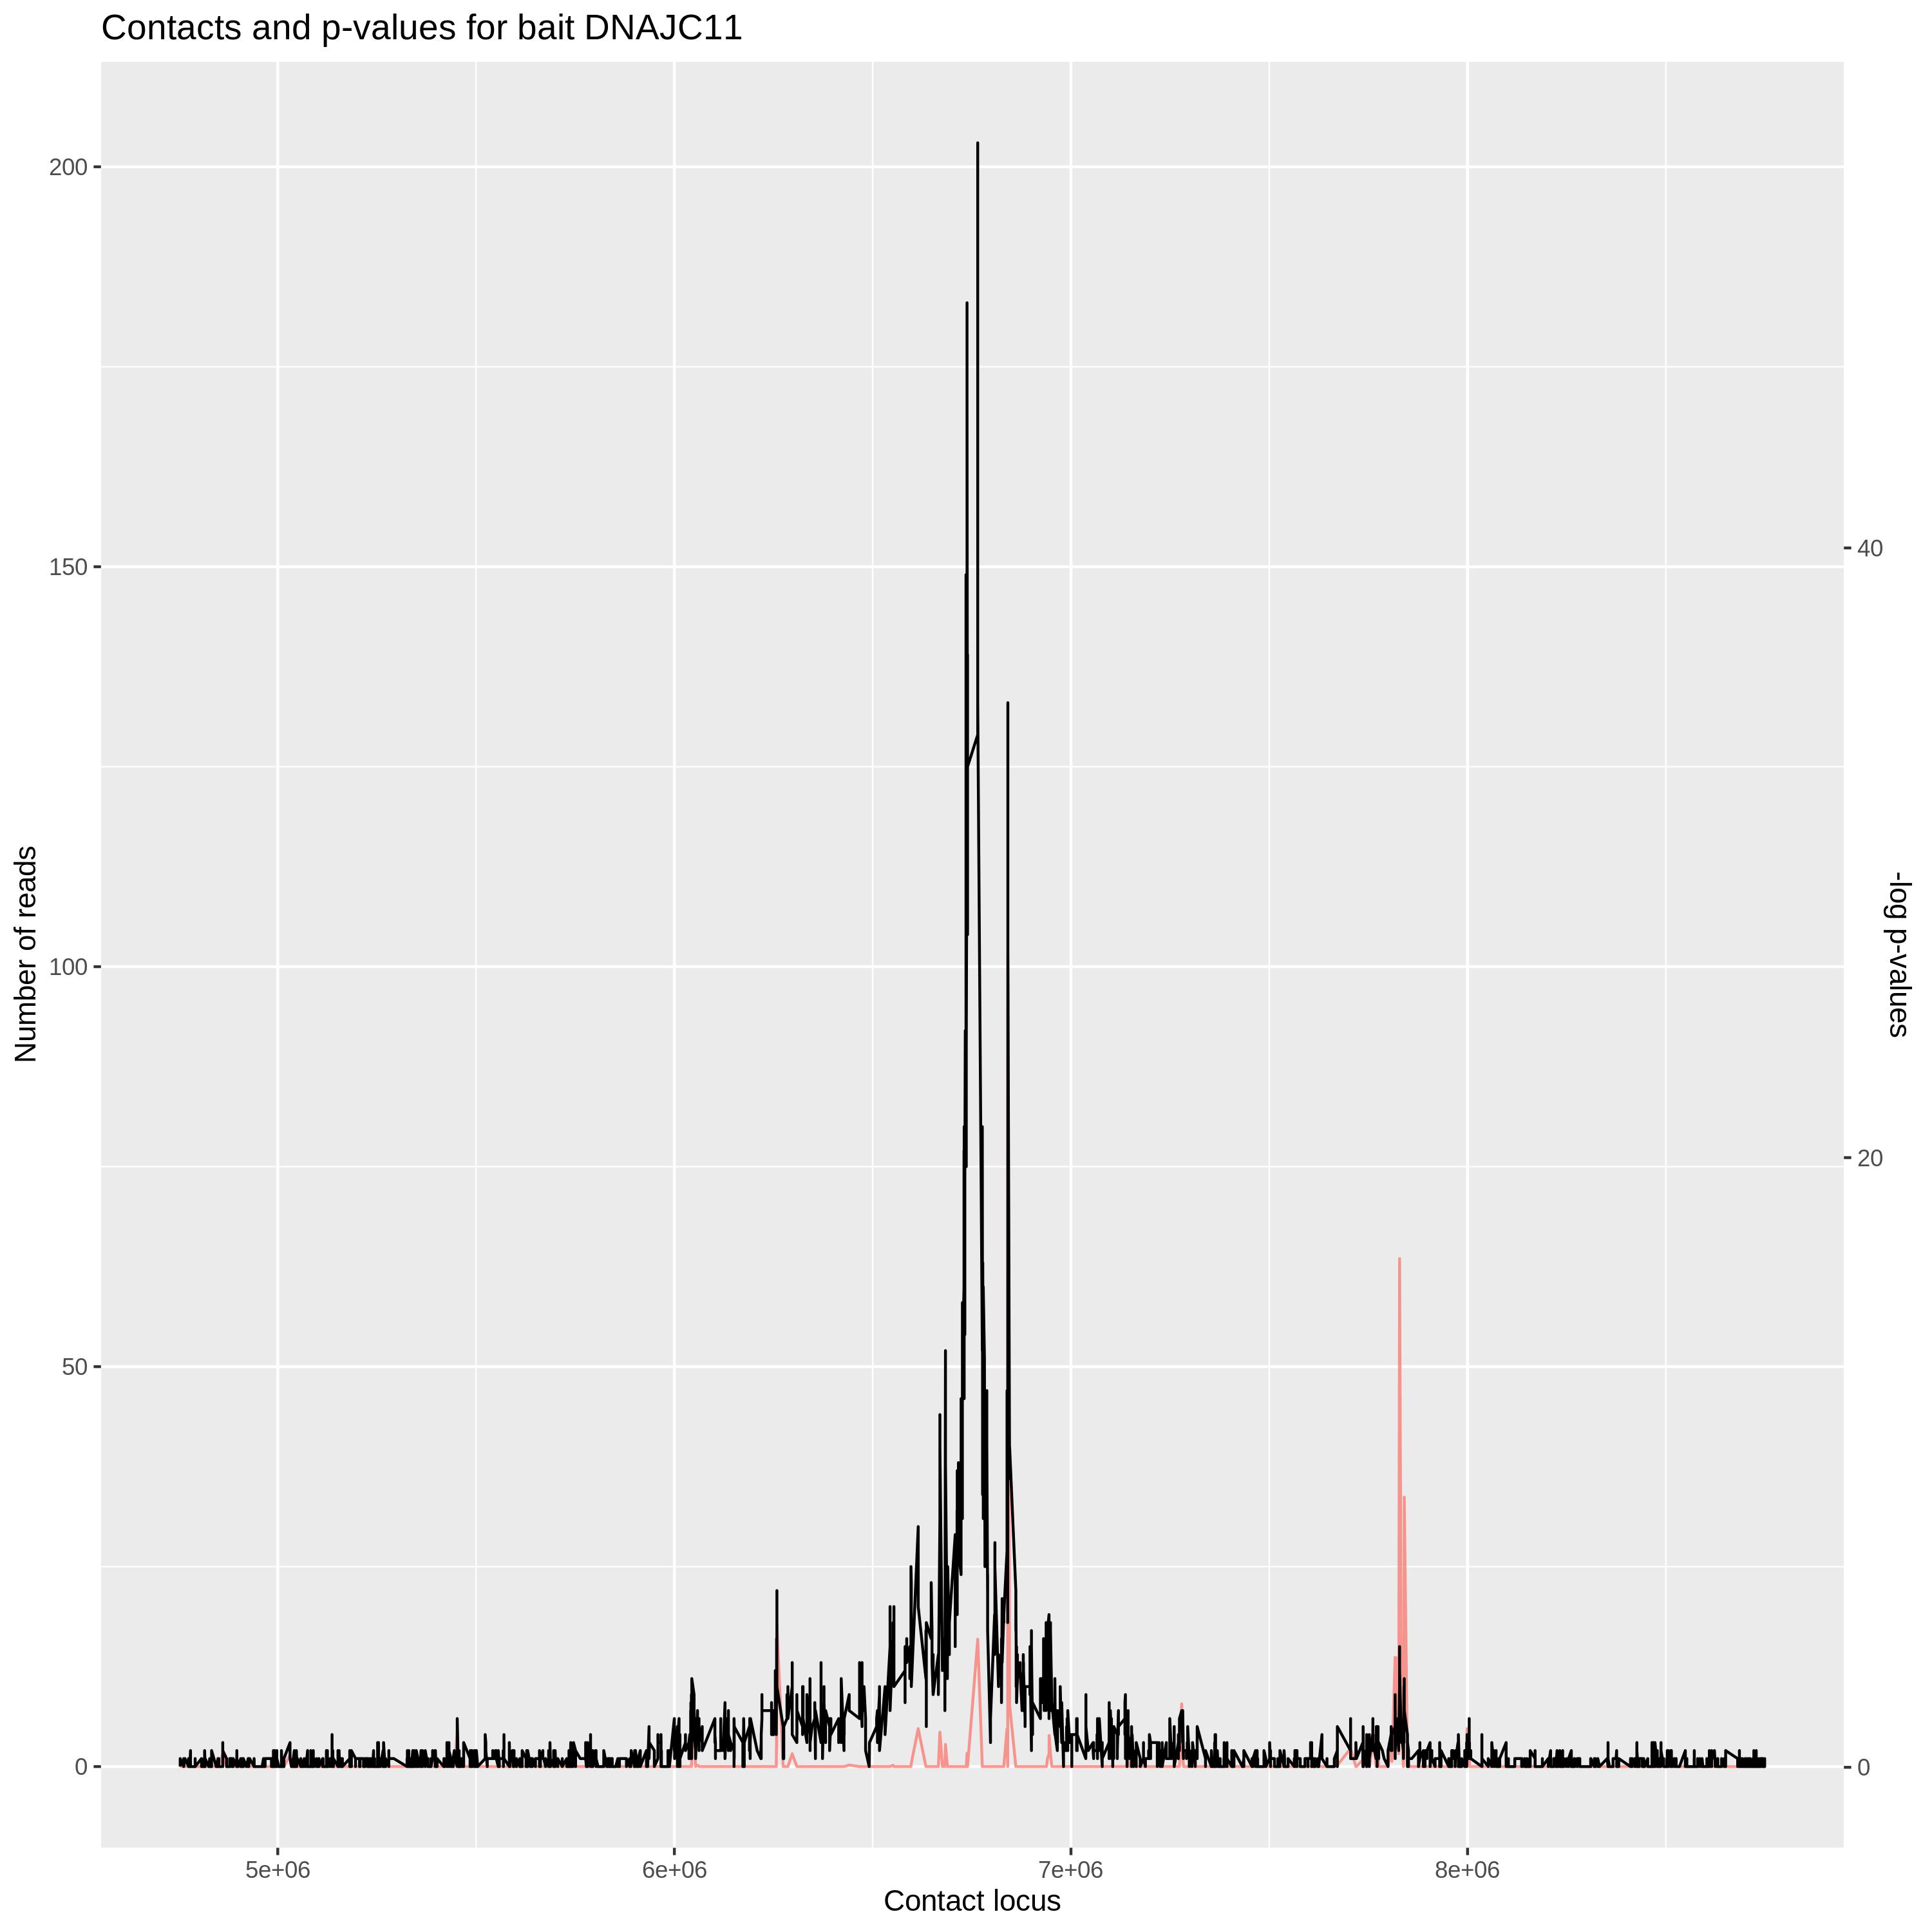 Contacts and p-values for bait DNAJC11
200
150
100
50
0
Number of reads
40
20
0
-log p-values
5e+06
6e+06
7e+06
8e+06
Contact locus